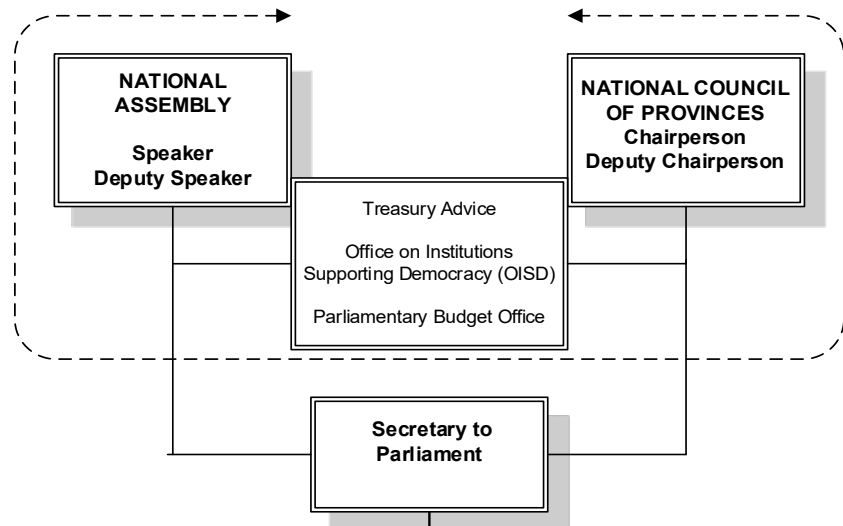 NATIONAL
ASSEMBLY
Speaker
Deputy Speaker
NATIONAL COUNCIL
OF PROVINCES
Chairperson
Deputy Chairperson
Treasury Advice
Office on Institutions
Supporting Democracy (OISD)
Parliamentary Budget Office
Secretary to
Parliament